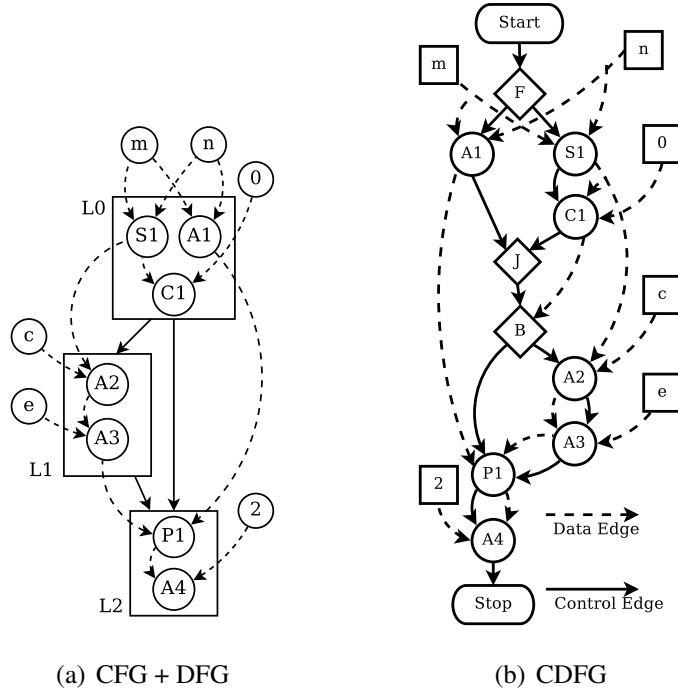 m n
0
L0
S1 A1
C1
c
A2
e
A3
L1
P1 2
A4
L2
(a) CFG + DFG
Start
m n
F
A1 S1 0
C1
J
c
B
A2
e
A3
P1
2
Data Edge
A4
Stop Control Edge
(b) CDFG